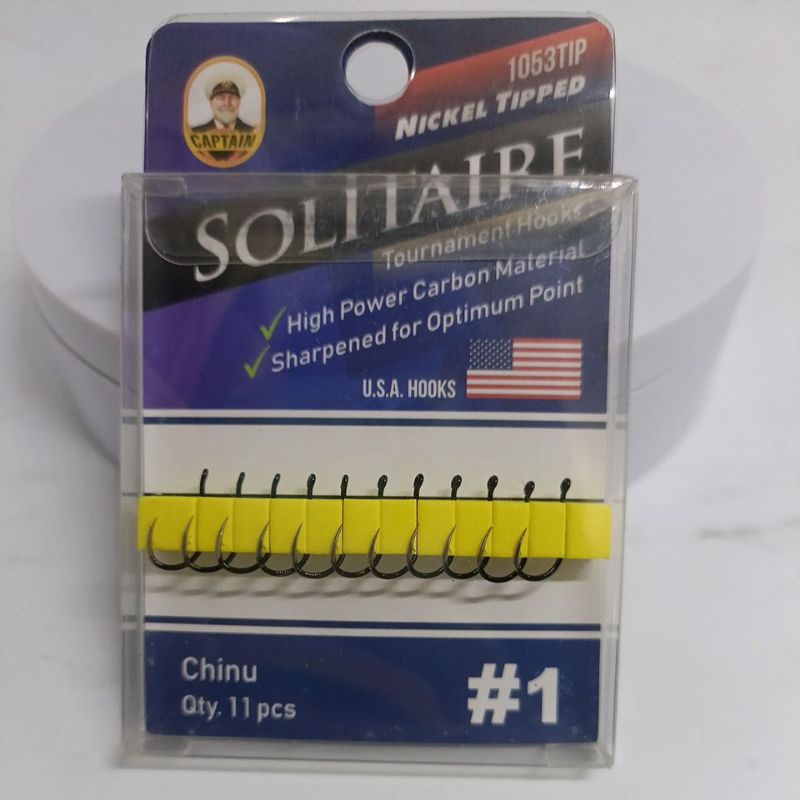 1053TIP
NICKEL TIPPED
CAPTAIN
SOLITAIRE
Tournament Hooks
High Power Carbon Material
Sharpened for Optimum Point
U.S.A. HOOKS
Chinu
Qty. 11 pcs
#1